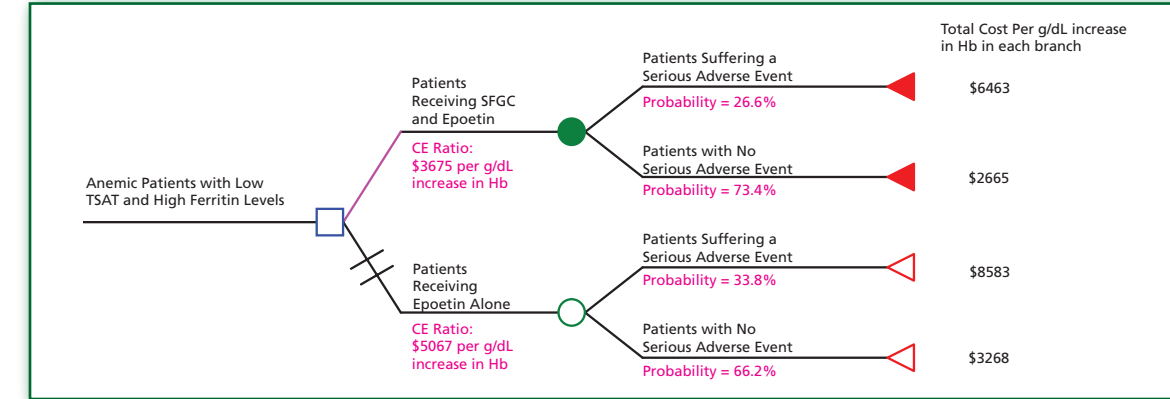 Total Cost Per g/dL increase
in Hb in each branch
Patients Suffering a
Serious Adverse Event
Probability = 26.6%
$6463
Patients
Receiving SFGC
and Epoetin
CE Ratio:
$3675 per g/dL
increase in Hb
Patients with No
Serious Adverse Event
Probability = 73.4%
$2665
Anemic Patients with Low
TSAT and High Ferritin Levels
Patients Suffering a
Serious Adverse Event
Probability = 33.8%
$8583
Patients
Receiving
Epoetin Alone
CE Ratio:
$5067 per g/dL
increase in Hb
Patients with No
Serious Adverse Event
Probability = 66.2%
$3268